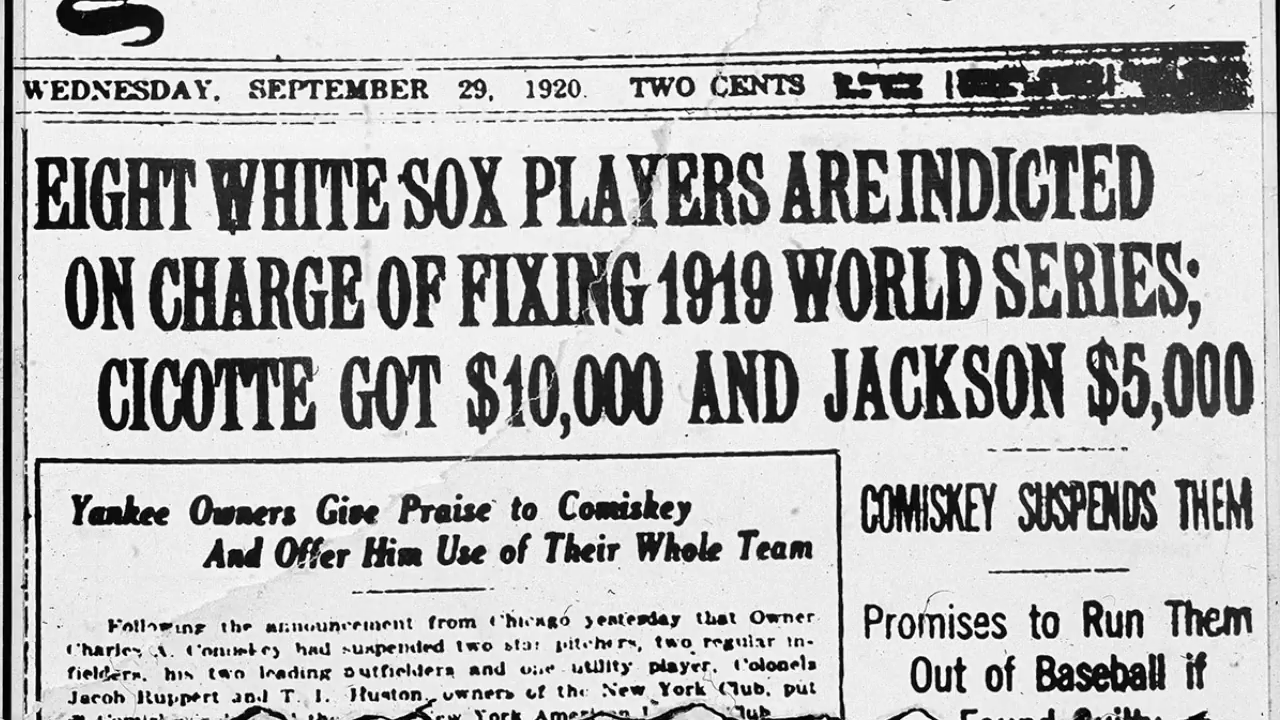 WEDNESDAY, SEPTEMBER 29, 1920. TWO CENTS
EIGHT WHITE SOX PLAYERS ARE INDICTED
ON CHARGE OF FIXING 1919 WORLD SERIES;
CICOTTE GOT $10,000 AND JACKSON $5,000
Yankee Owners Give Praise to Comiskey
And Offer Him Use of Their Whole Team
Following the announcement from Chicago yesterday that Owner
Charles A. Comiskey had suspended two star pitchers, two regular in-
fielders, his two leading outfielders and one utility player, Colonels
Jacob Ruppert and T. L. Huston, owners of the New York Club, put
COMISKEY SUSPENDS THEM
Promises to Run Them
Out of Baseball if
Found Guilty